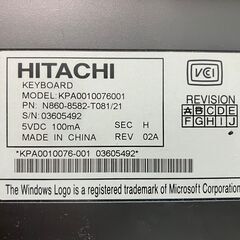 HITACHI
KEYBOARD
MODEL: KPA0010076001
PN: N860-8582-T081/21
S/N: 03605492
5VDC 100mA SEC H
MADE IN CHINA REV 02A
VCI
REVISION
A B C D E
F G H I J
*KPA0010076-001 03605492*
The Windows Logo is a registered trademark of Microsoft Corporation